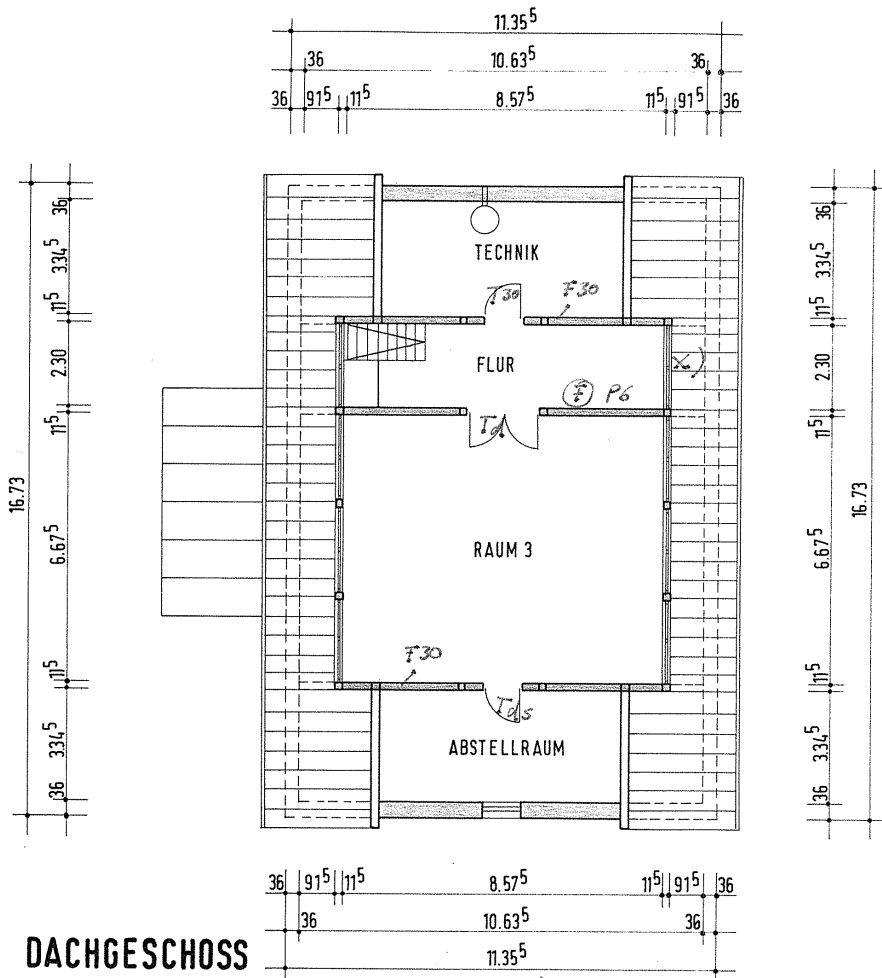 11.35⁵
36 10.63⁵ 36
36 91⁵ 11⁵ 8.57⁵ 11⁵ 91⁵ 36
16.73
36
3.34⁵
11⁵
2.30
11⁵
6.67⁵
11⁵
3.34⁵
36
TECHNIK
T30
F30
FLUR
F P6
x)
Td
RAUM 3
F30
Tds
ABSTELLRAUM
36
3.34⁵
11⁵
2.30
11⁵
6.67⁵
11⁵
3.34⁵
36
16.73
36 91⁵ 11⁵ 8.57⁵ 11⁵ 91⁵ 36
36 10.63⁵ 36
11.35⁵
DACHGESCHOSS